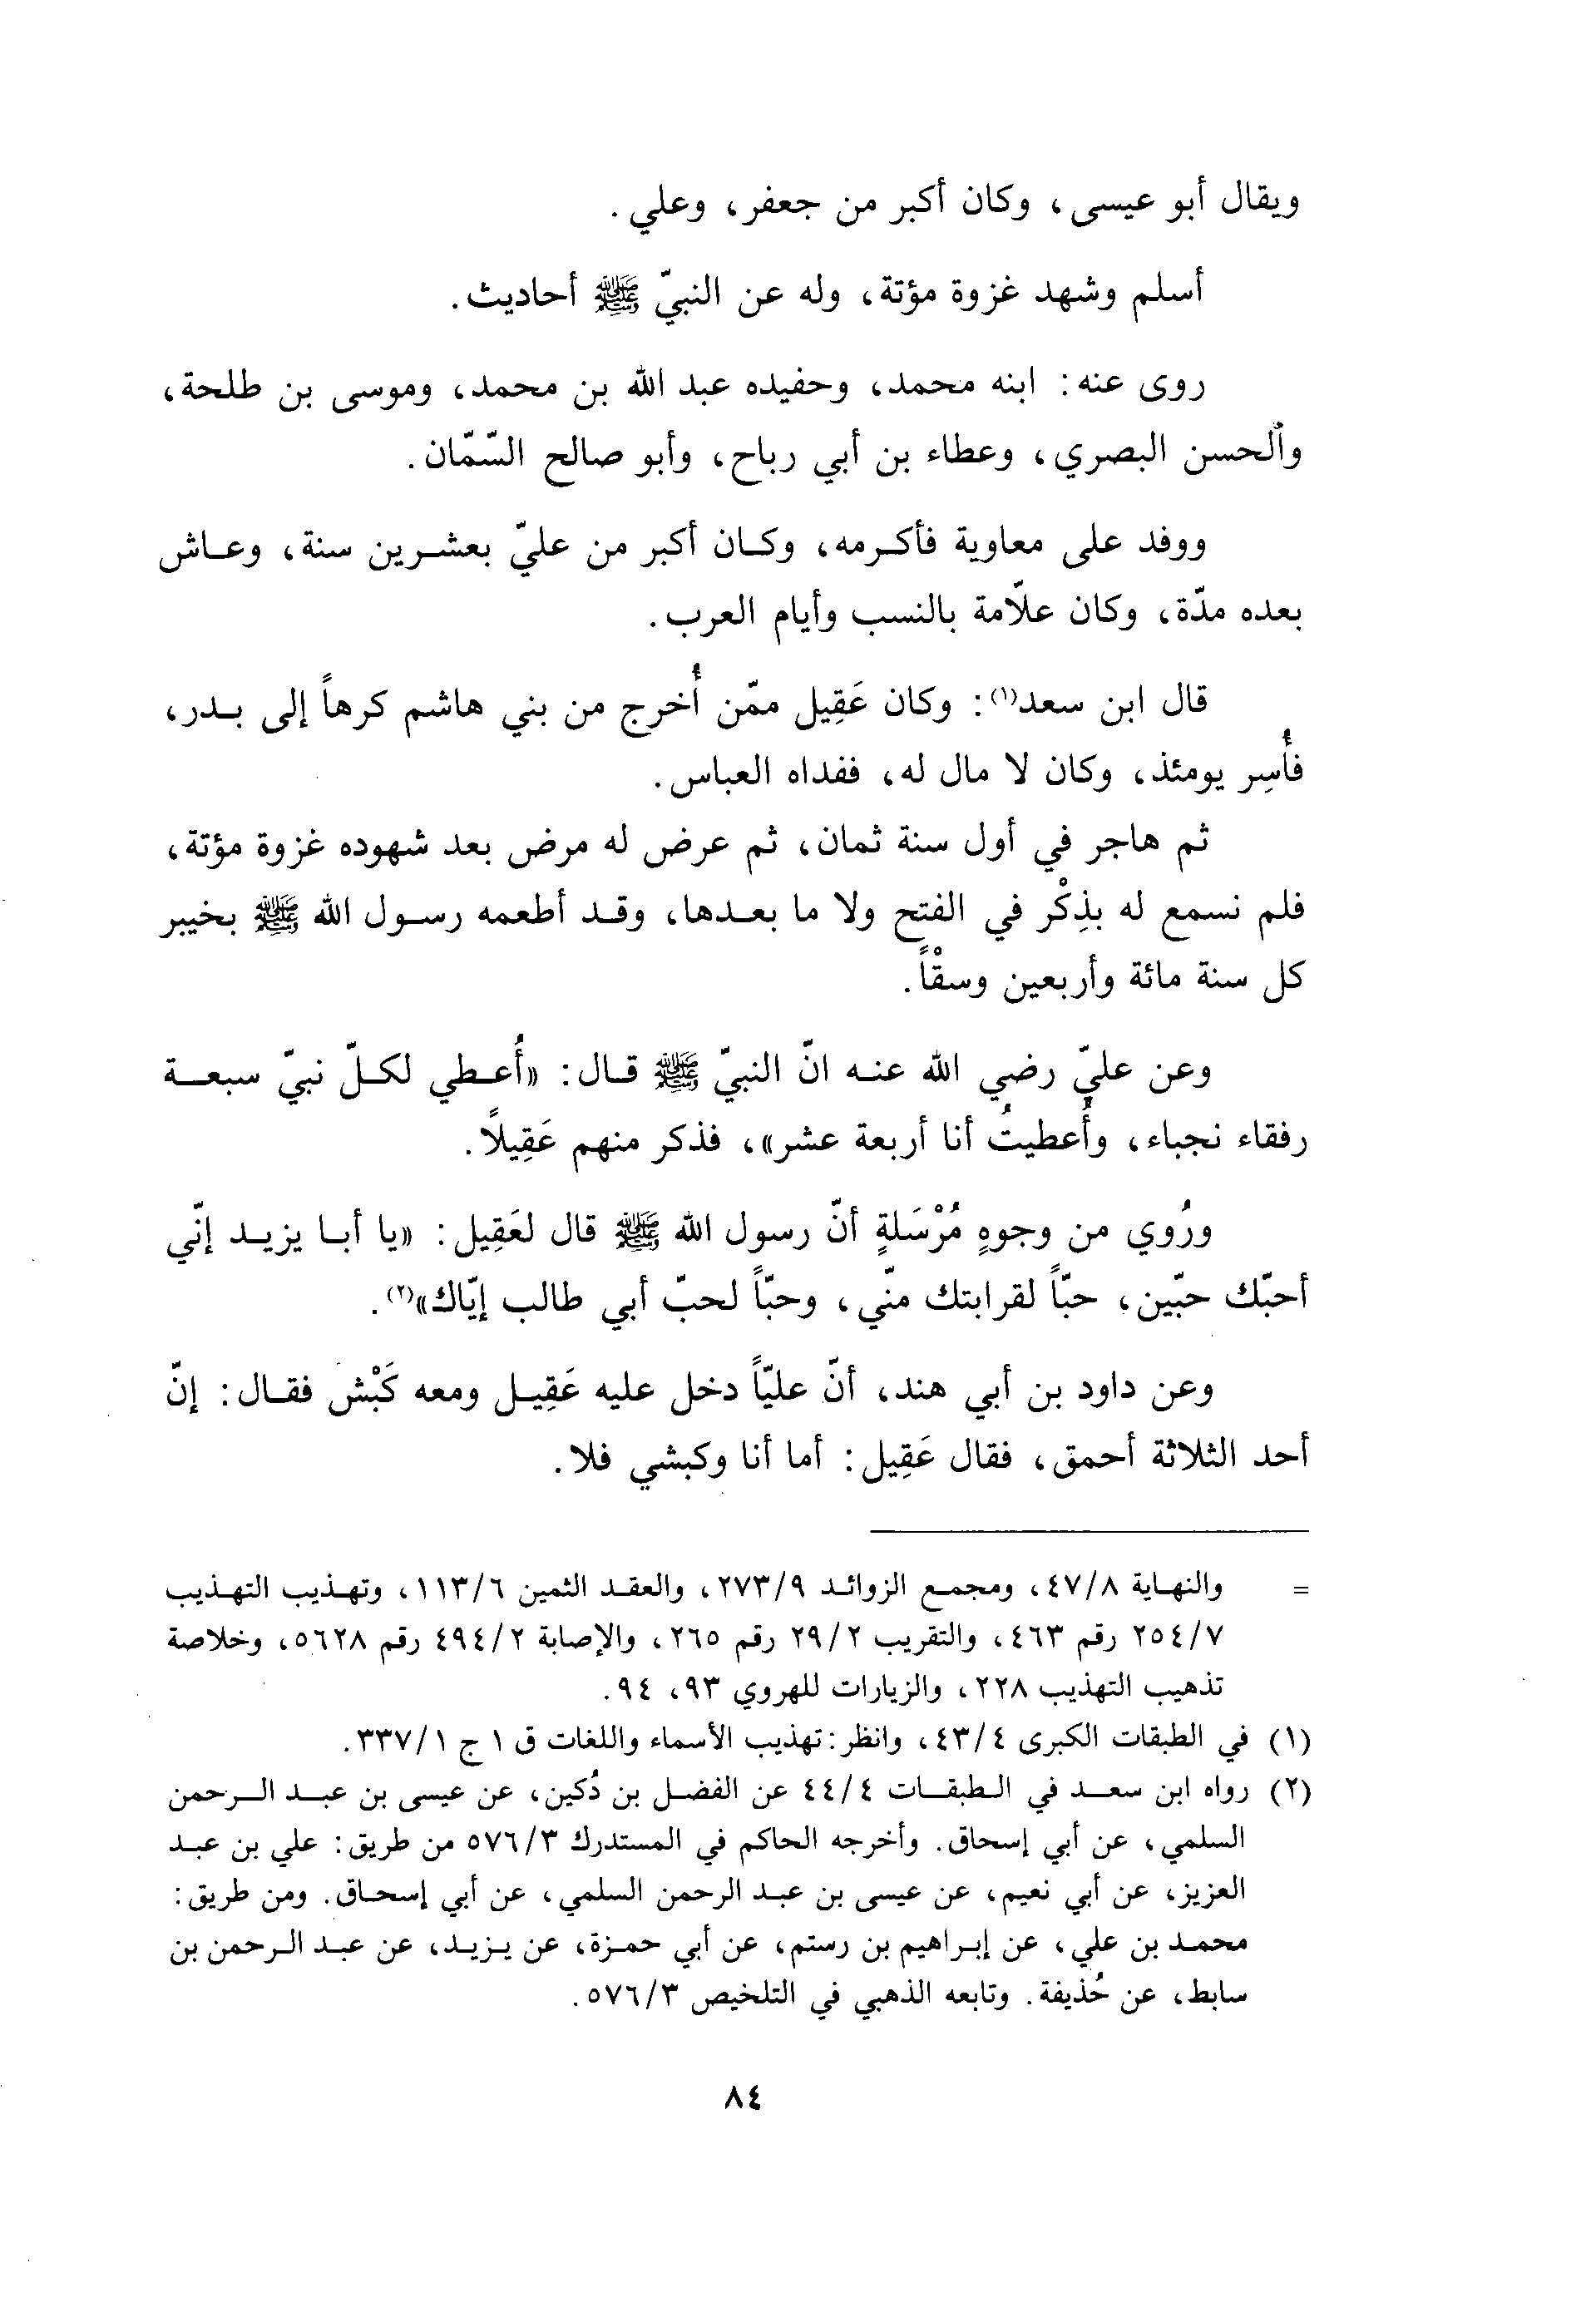 ويقال أبو عيسى، وكان أكبر من جعفر، وعلي.
أسلم وشهد غزوة مؤتة، وله عن النبيّ ﷺ أحاديث.
روى عنه: ابنه محمد، وحفيده عبد الله بن محمد، وموسى بن طلحة،
وألحسن البصري، وعطاء بن أبي رباح، وأبو صالح السّمّان.
ووفد على معاوية فأكرمه، وكان أكبر من عليّ بعشرين سنة، وعاش
بعده مدّة، وكان علّامة بالنسب وأيام العرب.
قال ابن سعد(١): وكان عَقِيل ممّن أُخرج من بني هاشم كرهاً إلى بدر،
فأُسِر يومئذ، وكان لا مال له، ففداه العباس.
ثم هاجر في أول سنة ثمان، ثم عرض له مرض بعد شهوده غزوة مؤتة،
فلم نسمع له بذِكْر في الفتح ولا ما بعدها، وقد أطعمه رسول الله ﷺ بخيبر
كل سنة مائة وأربعين وسقْاً.
وعن عليّ رضي الله عنه انّ النبيّ ﷺ قال: «أُعطي لكلّ نبيّ سبعة
رفقاء نجباء، وأُعطيتُ أنا أربعة عشر»، فذكر منهم عَقِيلاً.
ورُوي من وجوهٍ مُرْسَلةٍ أنّ رسول الله ﷺ قال لعَقِيل: «يا أبا يزيد إنّي
أحبّك حبّين، حبّاً لقرابتك منّي، وحبّاً لحبّ أبي طالب إيّاك»(٢).
وعن داود بن أبي هند، أنّ عليّاً دخل عليه عَقِيل ومعه كَبْش فقال: إنّ
أحد الثلاثة أحمق، فقال عَقِيل: أما أنا وكبشي فلا.
= والنهاية ٤٧/٨، ومجمع الزوائد ٢٧٣/٩، والعقد الثمين ١١٣/٦، وتهذيب التهذيب
٢٥٤/٧ رقم ٤٦٣، والتقريب ٢٩/٢ رقم ٢٦٥، والإصابة ٤٩٤/٢ رقم ٥٦٢٨، وخلاصة
تذهيب التهذيب ٢٢٨، والزيارات للهروي ٩٣، ٩٤.
(١) في الطبقات الكبرى ٤٣/٤، وانظر: تهذيب الأسماء واللغات ق ١ ج ٣٣٧/١.
(٢) رواه ابن سعد في الطبقات ٤٤/٤ عن الفضل بن دُكين، عن عيسى بن عبد الرحمن
السلمي، عن أبي إسحاق. وأخرجه الحاكم في المستدرك ٥٧٦/٣ من طريق: علي بن عبد
العزيز، عن أبي نعيم، عن عيسى بن عبد الرحمن السلمي، عن أبي إسحاق. ومن طريق:
محمد بن علي، عن إبراهيم بن رستم، عن أبي حمزة، عن يزيد، عن عبد الرحمن بن
سابط، عن حُذيفة. وتابعه الذهبي في التلخيص ٥٧٦/٣.
٨٤